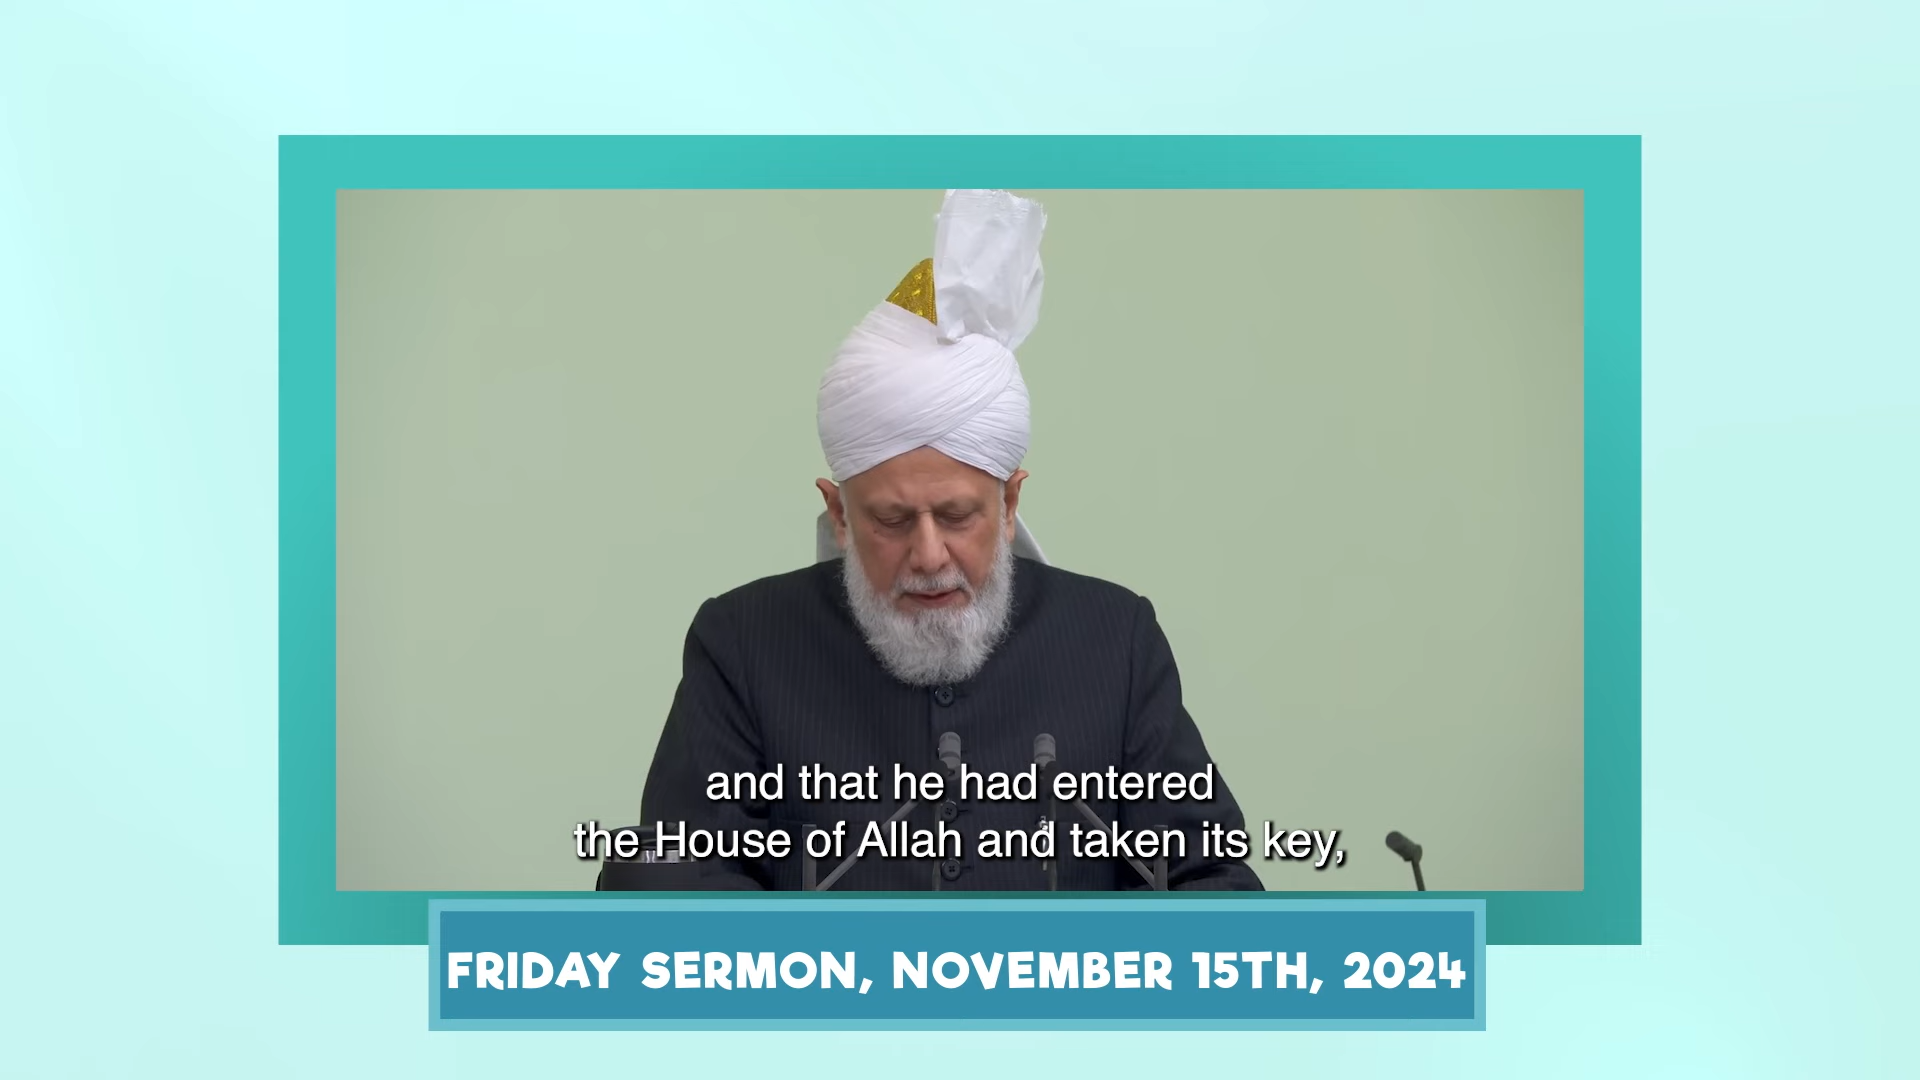 and that he had entered
the House of Allah and taken its key,
FRIDAY SERMON, NOVEMBER 15TH, 2024